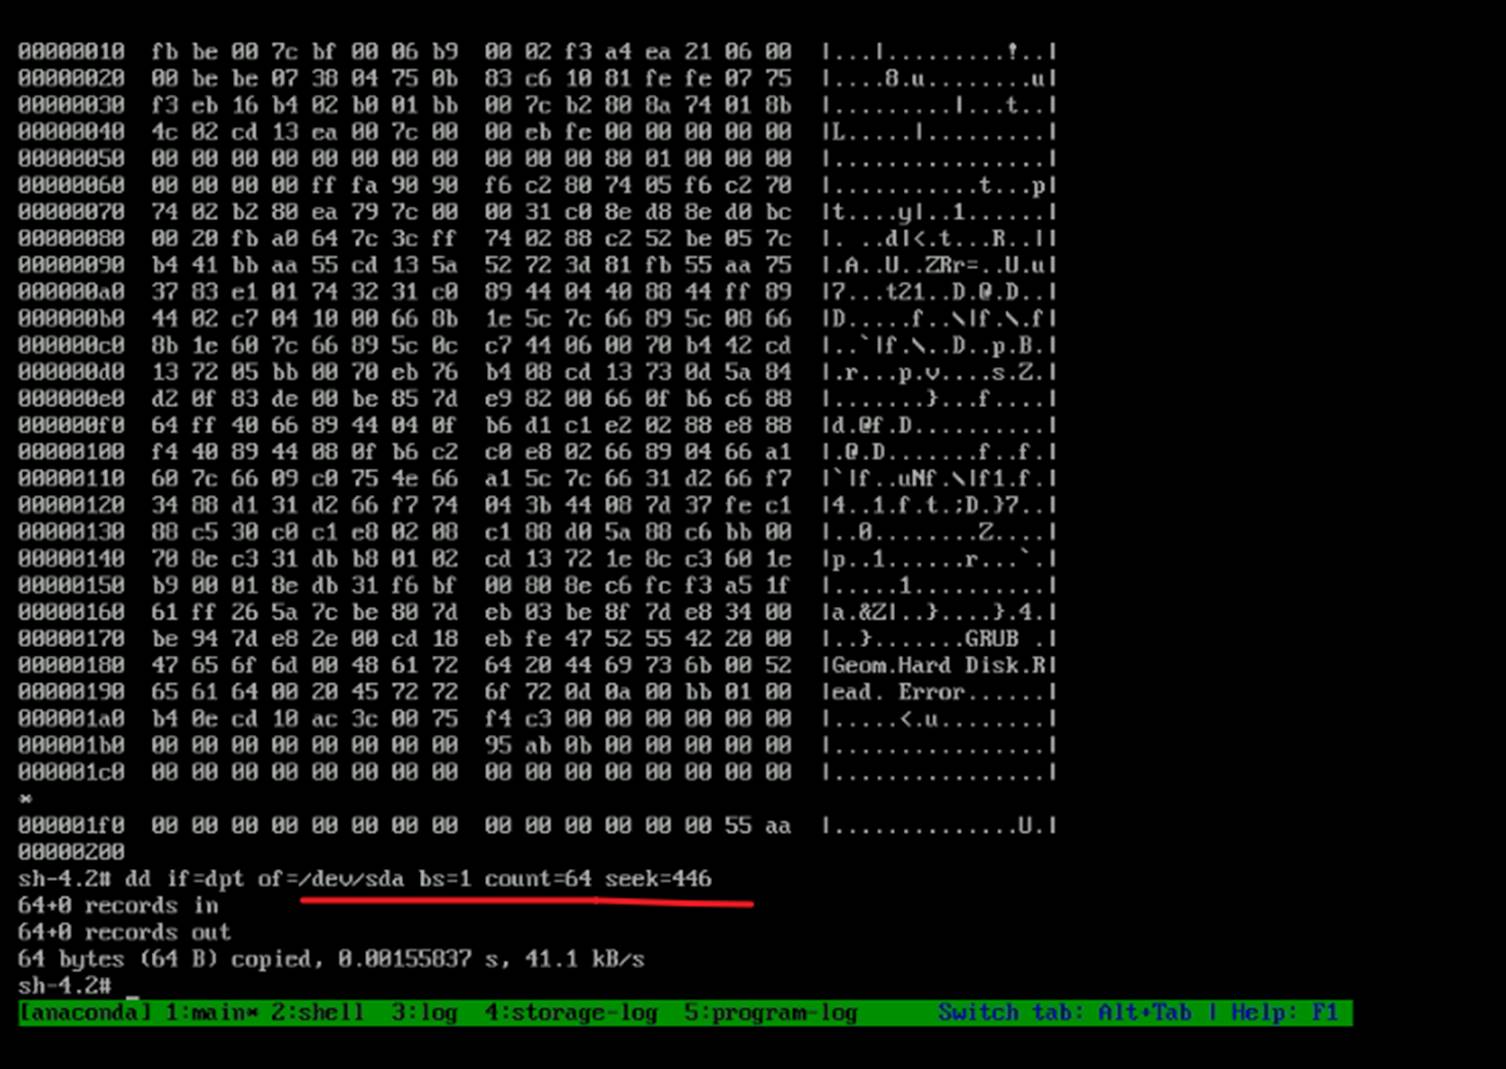 00000010  fb be 00 7c bf 00 06 b9  00 02 f3 a4 ea 21 06 00  |...|.........!..|
00000020  00 be be 07 38 04 75 0b  83 c6 10 81 fe fe 07 75  |....8.u........u|
00000030  f3 eb 16 b4 02 b0 01 bb  00 7c b2 80 8a 74 01 8b  |.........|...t..|
00000040  4c 02 cd 13 ea 00 7c 00  00 eb fe 00 00 00 00 00  |L.....|.........|
00000050  00 00 00 00 00 00 00 00  00 00 00 80 01 00 00 00  |................|
00000060  00 00 00 00 ff fa 90 90  f6 c2 80 74 05 f6 c2 70  |...........t...p|
00000070  74 02 b2 80 ea 79 7c 00  00 31 c0 8e d8 8e d0 bc  |t....y|..1......|
00000080  00 20 fb a0 64 7c 3c ff  74 02 88 c2 52 be 05 7c  |. ..d|<.t...R..||
00000090  b4 41 bb aa 55 cd 13 5a  52 72 3d 81 fb 55 aa 75  |.A..U..ZRr=..U.u|
000000a0  37 83 e1 01 74 32 31 c0  89 44 04 40 88 44 ff 89  |7...t21..D.@.D..|
000000b0  44 02 c7 04 10 00 66 8b  1e 5c 7c 66 89 5c 08 66  |D.....f..\|f.\.f|
000000c0  8b 1e 60 7c 66 89 5c 0c  c7 44 06 00 70 b4 42 cd  |..`|f.\..D..p.B.|
000000d0  13 72 05 bb 00 70 eb 76  b4 08 cd 13 73 0d 5a 84  |.r...p.v....s.Z.|
000000e0  d2 0f 83 de 00 be 85 7d  e9 82 00 66 0f b6 c6 88  |.......}...f....|
000000f0  64 ff 40 66 89 44 04 0f  b6 d1 c1 e2 02 88 e8 88  |d.@f.D..........|
00000100  f4 40 89 44 08 0f b6 c2  c0 e8 02 66 89 04 66 a1  |.@.D.......f..f.|
00000110  60 7c 66 09 c0 75 4e 66  a1 5c 7c 66 31 d2 66 f7  |`|f..uNf.\|f1.f.|
00000120  34 88 d1 31 d2 66 f7 74  04 3b 44 08 7d 37 fe c1  |4..1.f.t.;D.}7..|
00000130  88 c5 30 c0 c1 e8 02 08  c1 88 d0 5a 88 c6 bb 00  |..0........Z....|
00000140  70 8e c3 31 db b8 01 02  cd 13 72 1e 8c c3 60 1e  |p..1......r...`.|
00000150  b9 00 01 8e db 31 f6 bf  00 80 8e c6 fc f3 a5 1f  |.....1..........|
00000160  61 ff 26 5a 7c be 80 7d  eb 03 be 8f 7d e8 34 00  |a.&Z|..}....}.4.|
00000170  be 94 7d e8 2e 00 cd 18  eb fe 47 52 55 42 20 00  |..}.......GRUB .|
00000180  47 65 6f 6d 00 48 61 72  64 20 44 69 73 6b 00 52  |Geom.Hard Disk.R|
00000190  65 61 64 00 20 45 72 72  6f 72 0d 0a 00 bb 01 00  |ead. Error......|
000001a0  b4 0e cd 10 ac 3c 00 75  f4 c3 00 00 00 00 00 00  |.....<.u........|
000001b0  00 00 00 00 00 00 00 00  95 ab 0b 00 00 00 00 00  |................|
000001c0  00 00 00 00 00 00 00 00  00 00 00 00 00 00 00 00  |................|
*
000001f0  00 00 00 00 00 00 00 00  00 00 00 00 00 00 55 aa  |..............U.|
00000200
sh-4.2# dd if=dpt of=/dev/sda bs=1 count=64 seek=446
64+0 records in
64+0 records out
64 bytes (64 B) copied, 0.00155837 s, 41.1 kB/s
sh-4.2#
[anaconda] 1:main* 2:shell  3:log  4:storage-log  5:program-log      Switch tab: Alt+Tab | Help: F1